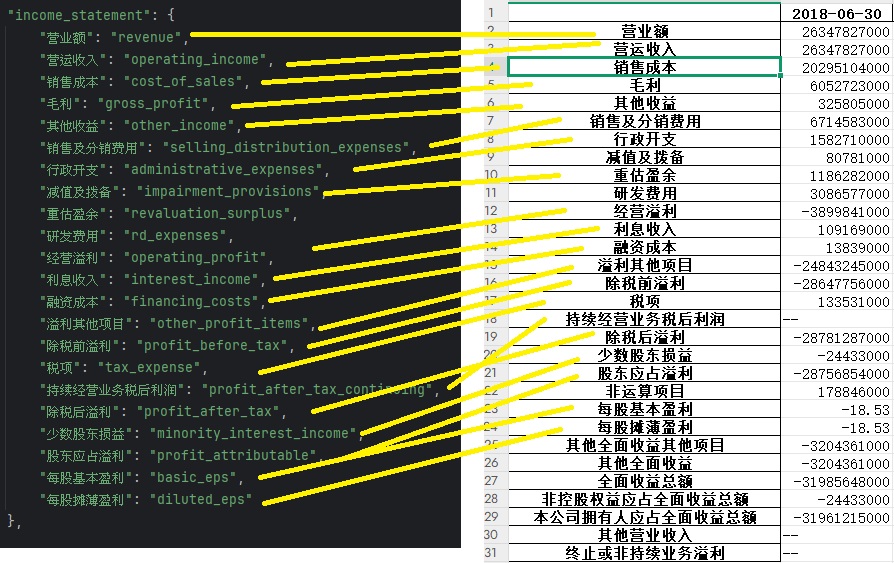 "income_statement": {
"营业额": "revenue",
"营运收入": "operating_income",
"销售成本": "cost_of_sales",
"毛利": "gross_profit",
"其他收益": "other_income",
"销售及分销费用": "selling_distribution_expenses",
"行政开支": "administrative_expenses",
"减值及拨备": "impairment_provisions",
"重估盈余": "revaluation_surplus",
"研发费用": "rd_expenses",
"经营溢利": "operating_profit",
"利息收入": "interest_income",
"融资成本": "financing_costs",
"溢利其他项目": "other_profit_items",
"除税前溢利": "profit_before_tax",
"税项": "tax_expense",
"持续经营业务税后利润": "profit_after_tax_continuing",
"除税后溢利": "profit_after_tax",
"少数股东损益": "minority_interest_income",
"股东应占溢利": "profit_attributable",
"每股基本盈利": "basic_eps",
"每股摊薄盈利": "diluted_eps"
},
1 2018-06-30
2 营业额 26347827000
3 营运收入 26347827000
4 销售成本 20295104000
5 毛利 6052723000
6 其他收益 325805000
7 销售及分销费用 6714583000
8 行政开支 1582710000
9 减值及拨备 80781000
10 重估盈余 1186282000
11 研发费用 3086577000
12 经营溢利 -3899841000
13 利息收入 109169000
14 融资成本 13839000
15 溢利其他项目 -24843245000
16 除税前溢利 -28647756000
17 税项 133531000
18 持续经营业务税后利润 --
19 除税后溢利 -28781287000
20 少数股东损益 -24433000
21 股东应占溢利 -28756854000
22 非运算项目 178846000
23 每股基本盈利 -18.53
24 每股摊薄盈利 -18.53
25 其他全面收益其他项目 -3204361000
26 其他全面收益 -3204361000
27 全面收益总额 -31985648000
28 非控股权益应占全面收益总额 -24433000
29 本公司拥有人应占全面收益总额 -31961215000
30 其他营业收入 --
31 终止或非持续业务溢利 --